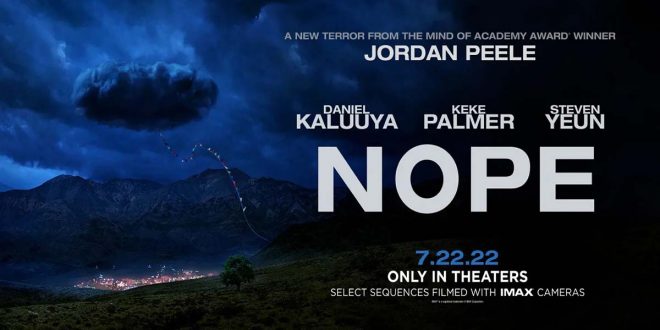 A NEW TERROR FROM THE MIND OF ACADEMY AWARD® WINNER
JORDAN PEELE
DANIEL KALUUYA KEKE PALMER STEVEN YEUN
NOPE
7.22.22
ONLY IN THEATERS
SELECT SEQUENCES FILMED WITH IMAX CAMERAS